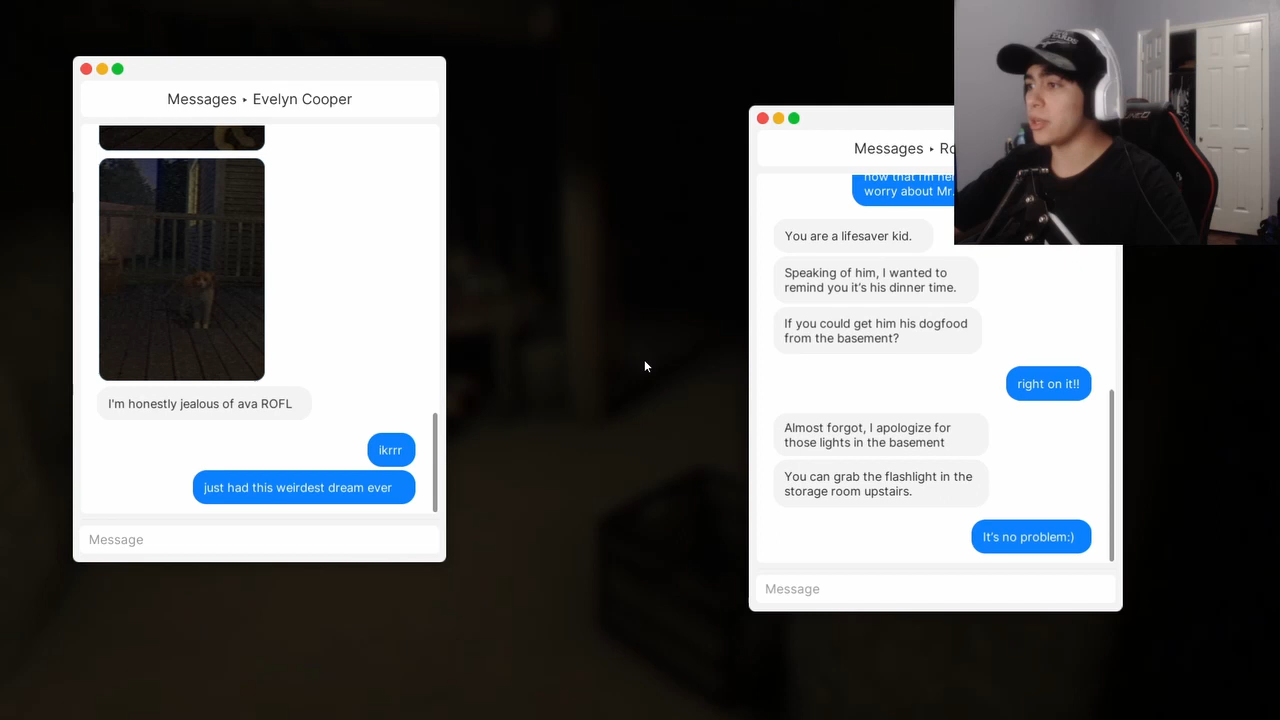 Messages ‣ Evelyn Cooper
I'm honestly jealous of ava ROFL
ikrrr
just had this weirdest dream ever
Message
Messages ‣ Ro
now that I'm
worry about Mr.
You are a lifesaver kid.
Speaking of him, I wanted to
remind you it's his dinner time.
If you could get him his dogfood
from the basement?
right on it!!
Almost forgot, I apologize for
those lights in the basement
You can grab the flashlight in the
storage room upstairs.
It's no problem:)
Message